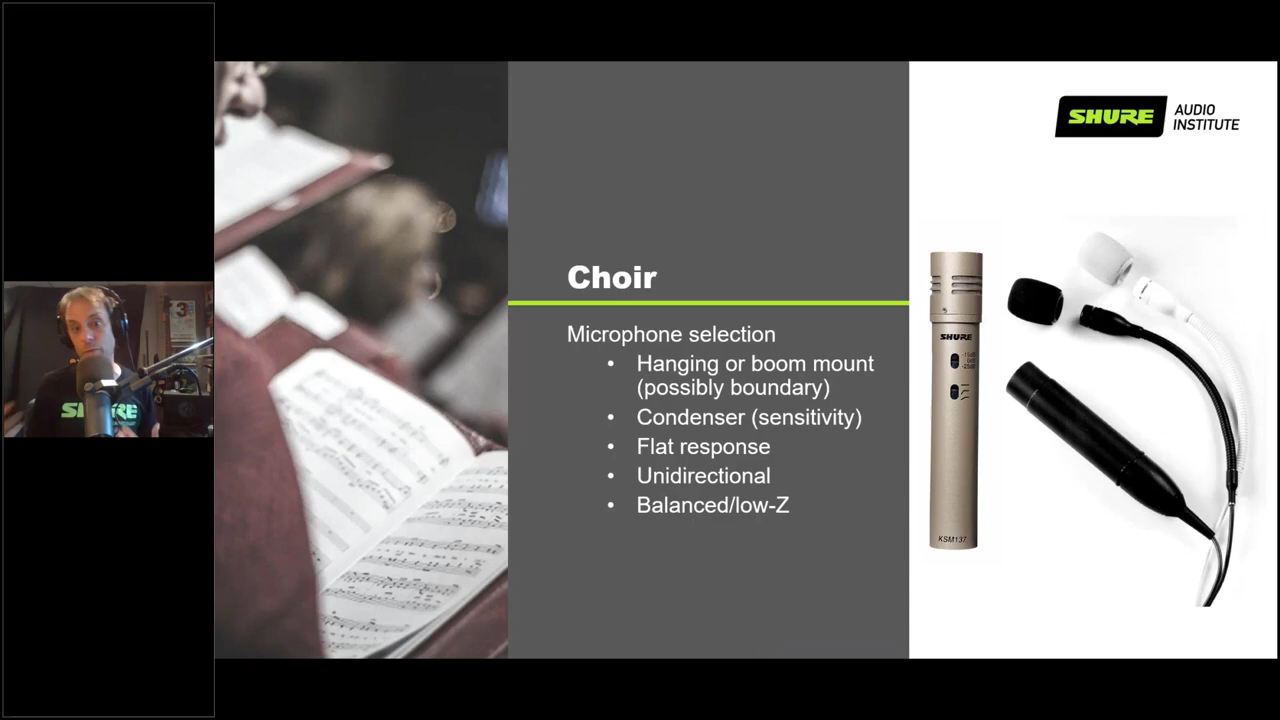 SHURE
AUDIO
INSTITUTE
Choir
Microphone selection
• Hanging or boom mount
(possibly boundary)
• Condenser (sensitivity)
• Flat response
• Unidirectional
• Balanced/low-Z
SHURE
KSM137
3